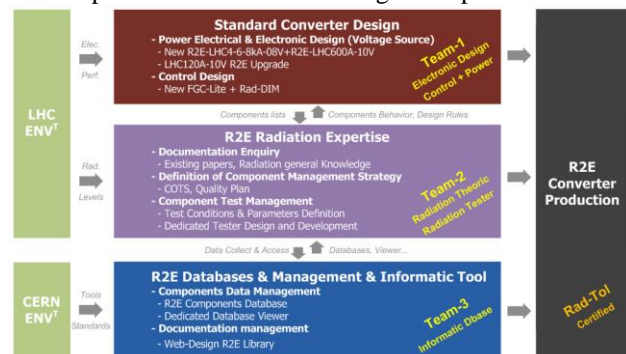 Standard Converter Design
- Power Electrical & Electronic Design (Voltage Source)
- New R2E-LHC4-6-8kA-08V+R2E-LHC600A-10V
- LHC120A-10V R2E Upgrade
- Control Design
- New FGC-Lite + Rad-DIM
Team-1
Electronic Design
Control + Power
Elec.
Perf.
LHC
ENVT
Components lists
Components Behavior, Design Rules
R2E Radiation Expertise
- Documentation Enquiry
- Existing papers, Radiation general Knowledge
- Definition of Component Management Strategy
- COTS, Quality Plan
- Component Test Management
- Test Conditions & Parameters Definition
- Dedicated Tester Design and Development
Team-2
Radiation Theoric
Radiation Tester
Rad.
Levels
R2E
Converter
Production
Data Collect & Access
Databases, Viewer...
R2E Databases & Management & Informatic Tool
- Components Data Management
- R2E Components Database
- Dedicated Database Viewer
- Documentation management
- Web-Design R2E Library
Team-3
Informatic Dbase
CERN
ENVT
Tools
Standards
Rad-Tol
Certified